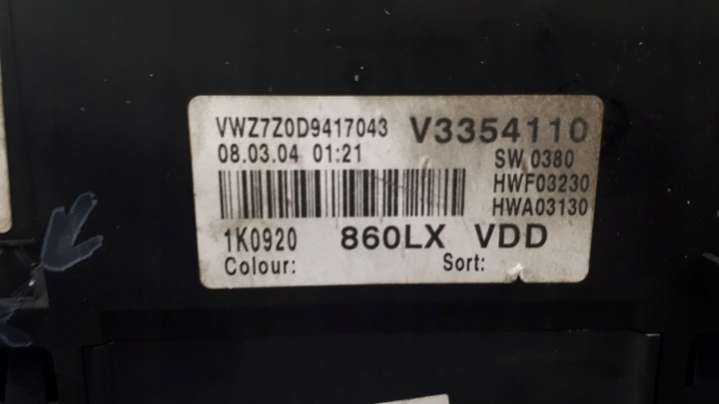 VWZ7Z0D9417043 V3354110
08.03.04 01:21 SW 0380
HWF03230
HWA03130
1K0920 860LX VDD
Colour: Sort: